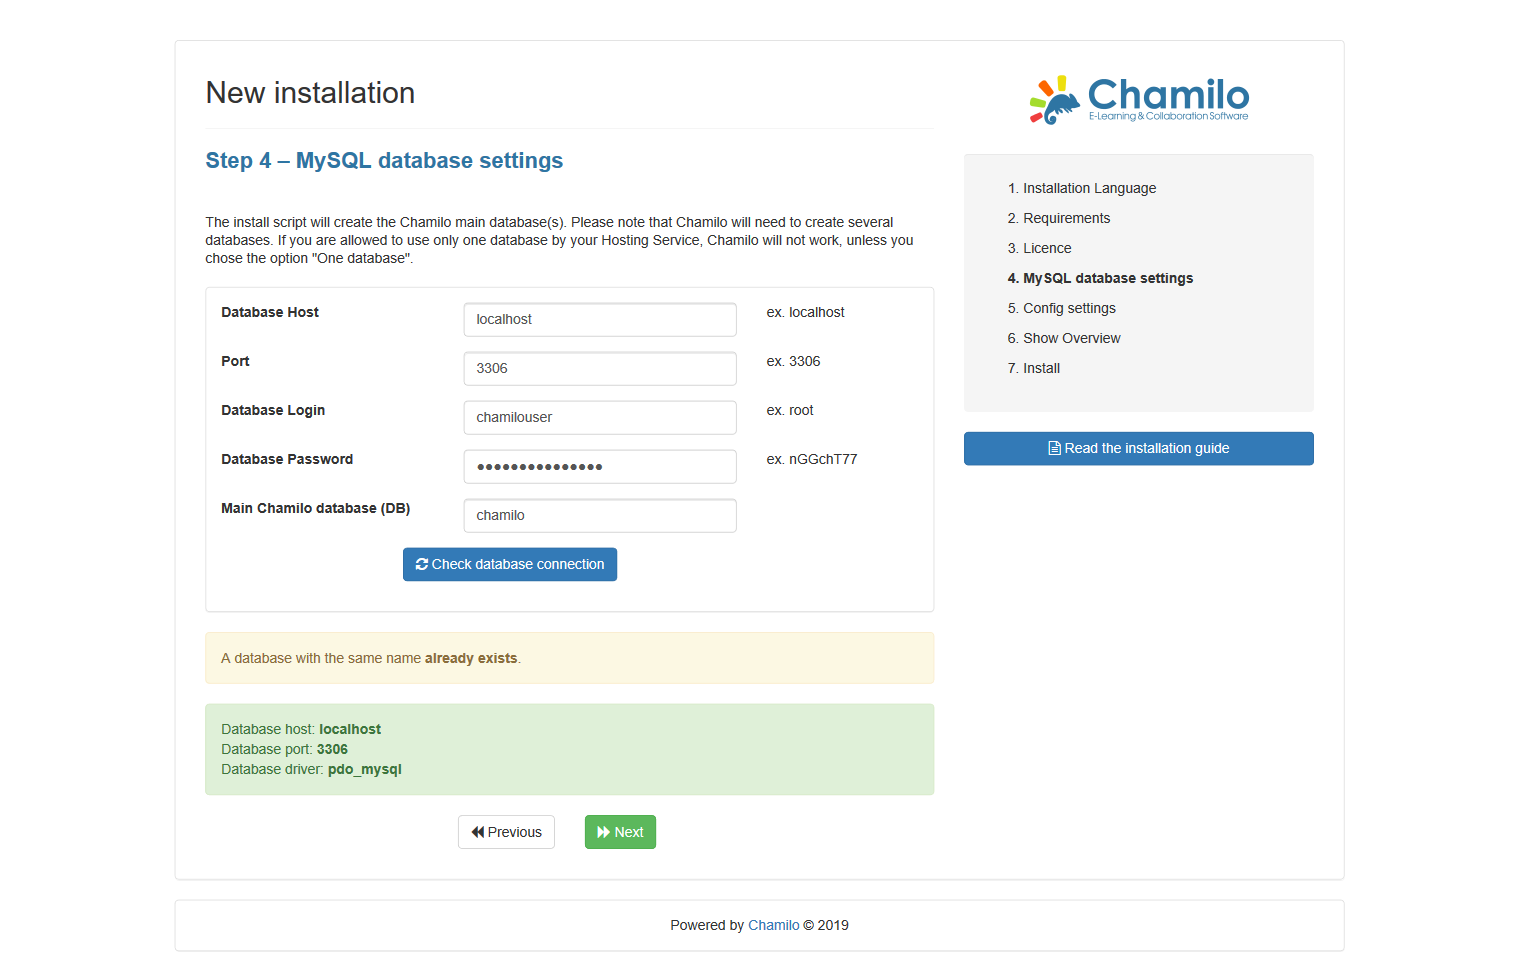 New installation
Step 4 – MySQL database settings
The install script will create the Chamilo main database(s). Please note that Chamilo will need to create several
databases. If you are allowed to use only one database by your Hosting Service, Chamilo will not work, unless you
chose the option "One database".
Database Host localhost ex. localhost
Port 3306 ex. 3306
Database Login chamilouser ex. root
Database Password ●●●●●●●●●●●●●●● ex. nGGchT77
Main Chamilo database (DB) chamilo
Check database connection
A database with the same name already exists.
Database host: localhost
Database port: 3306
Database driver: pdo_mysql
Previous Next
Chamilo
E-Learning & Collaboration Software
1. Installation Language
2. Requirements
3. Licence
4. MySQL database settings
5. Config settings
6. Show Overview
7. Install
Read the installation guide
Powered by Chamilo © 2019